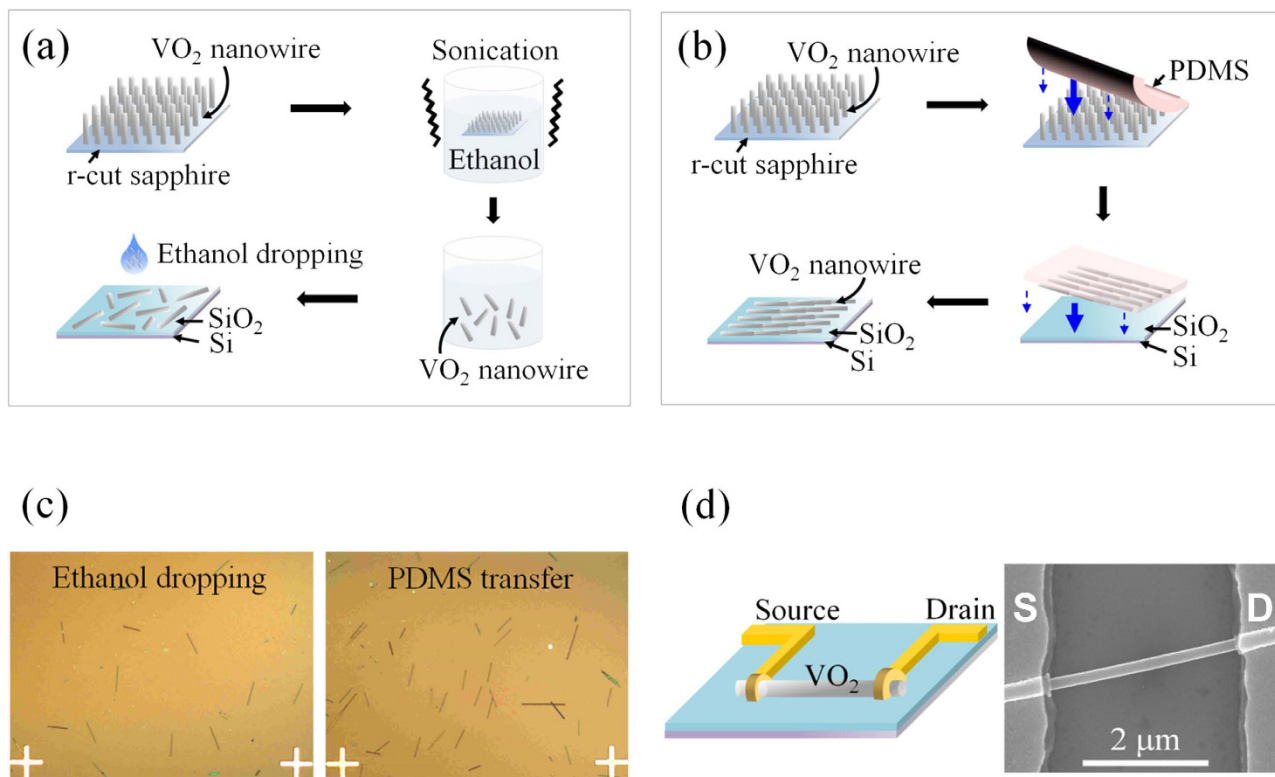 (a)
VO₂ nanowire
r-cut sapphire
Sonication
Ethanol
Ethanol dropping
SiO₂
Si
VO₂ nanowire
(b)
VO₂ nanowire
r-cut sapphire
PDMS
VO₂ nanowire
SiO₂
Si
SiO₂
Si
(c)
Ethanol dropping
PDMS transfer
(d)
Source
Drain
VO₂
S
D
2 μm